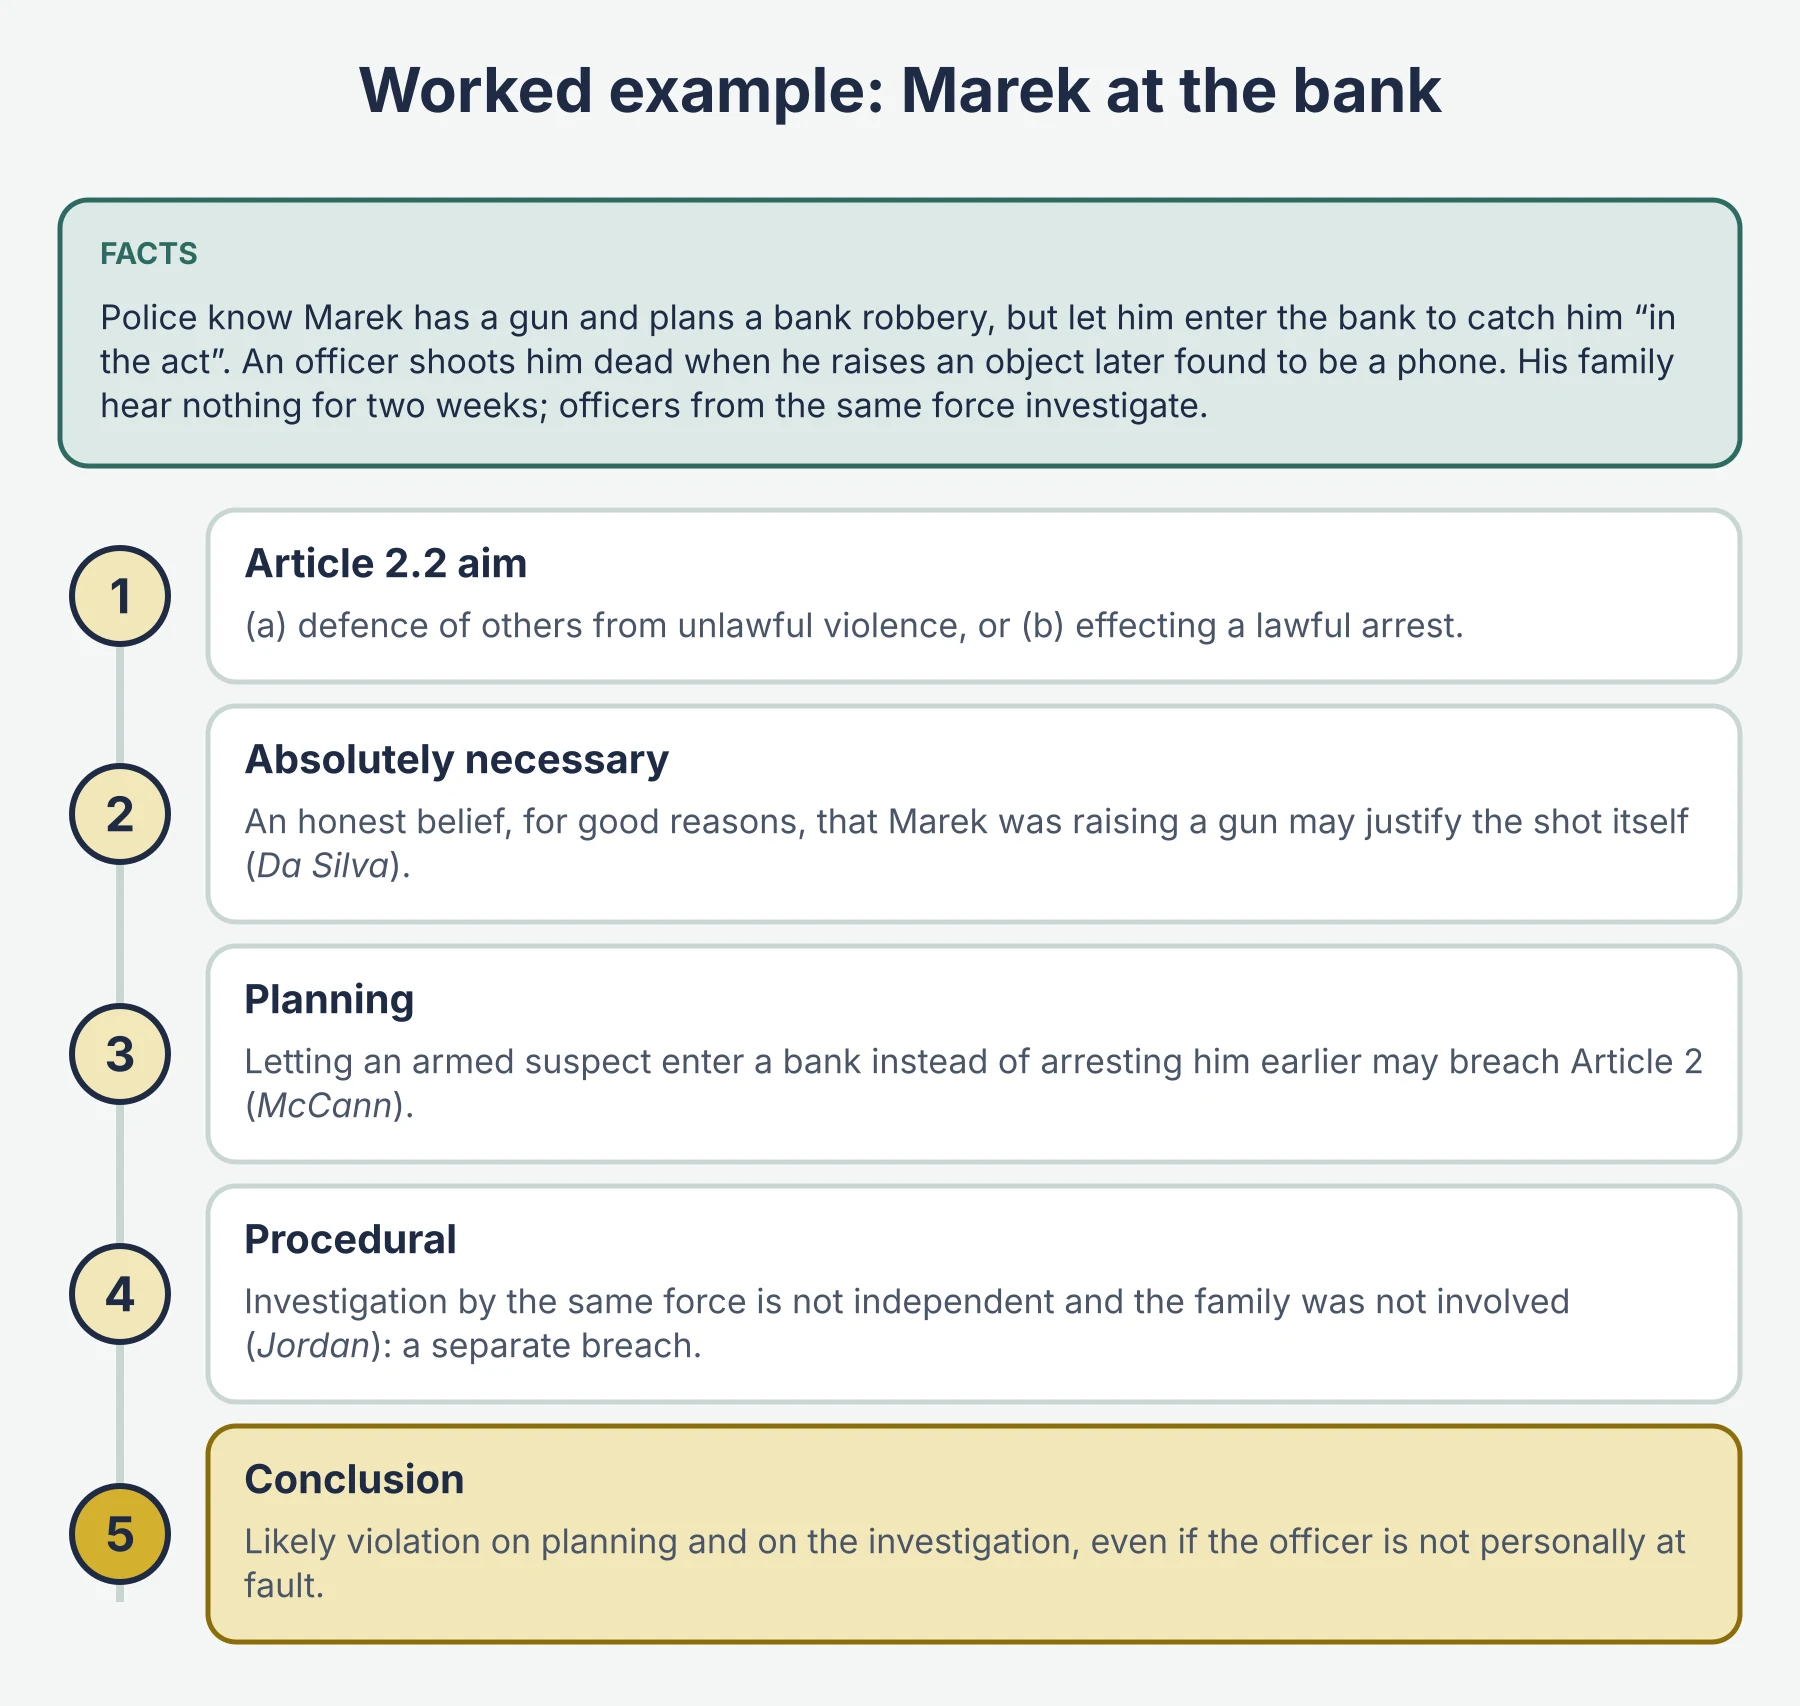 Worked example: Marek at the bank
FACTS
Police know Marek has a gun and plans a bank robbery, but let him enter the bank to catch him “in
the act”. An officer shoots him dead when he raises an object later found to be a phone. His family
hear nothing for two weeks; officers from the same force investigate.
1
Article 2.2 aim
(a) defence of others from unlawful violence, or (b) effecting a lawful arrest.
2
Absolutely necessary
An honest belief, for good reasons, that Marek was raising a gun may justify the shot itself
(Da Silva).
3
Planning
Letting an armed suspect enter a bank instead of arresting him earlier may breach Article 2
(McCann).
4
Procedural
Investigation by the same force is not independent and the family was not involved
(Jordan): a separate breach.
5
Conclusion
Likely violation on planning and on the investigation, even if the officer is not personally at
fault.